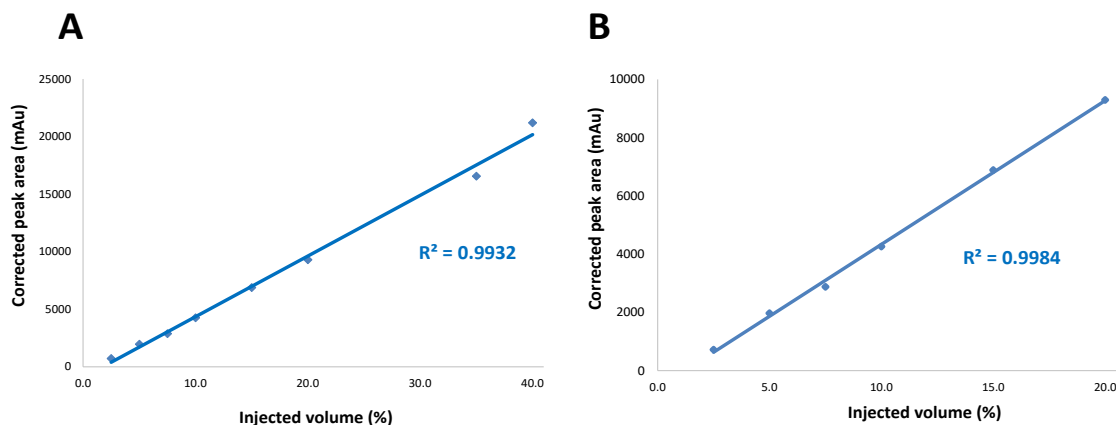 A
Corrected peak area (mAu)
25000
20000
15000
10000
5000
0
0.0 10.0 20.0 30.0 40.0
R² = 0.9932
Injected volume (%)
B
Corrected peak area (mAu)
10000
8000
6000
4000
2000
0
0.0 5.0 10.0 15.0 20.0
R² = 0.9984
Injected volume (%)